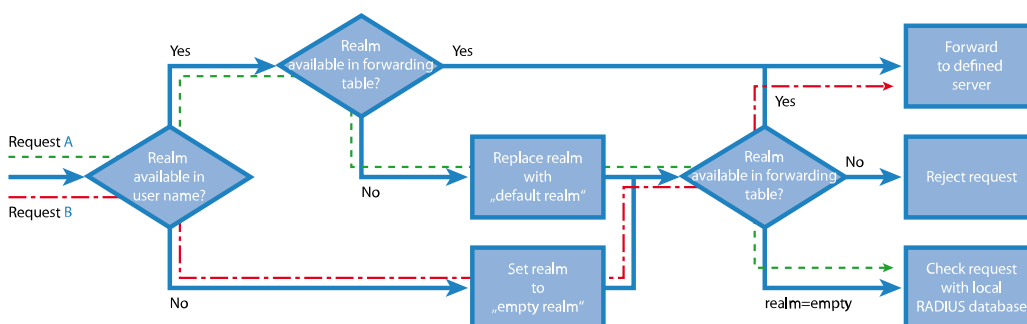 Yes
Realm
available in forwarding
table?
Yes
Forward
to defined
server
Yes
Request A
Realm
available in
user name?
Request B
No
Replace realm
with
„default realm“
Realm
available in forwarding
table?
No
Reject request
No
Set realm
to
„empty realm“
realm=empty
Check request
with local
RADIUS database